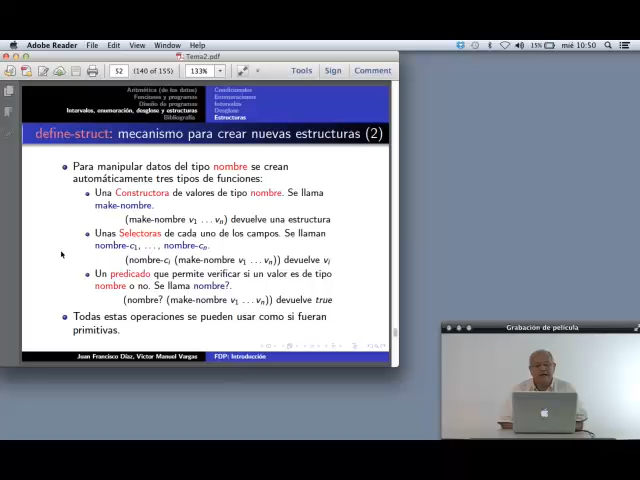 Adobe Reader File Edit View Window Help
15% mié 10:50
Tema2.pdf
52 (140 of 155) 133% Tools Sign Comment
Aritmética (de los datos)
Funciones y programas
Diseño de programas
Intervalos, enumeración, desglose y estructuras
Bibliografía
Condicionales
Enumeraciones
Intervalos
Desglose
Estructuras
define-struct: mecanismo para crear nuevas estructuras (2)
Para manipular datos del tipo nombre se crean
automáticamente tres tipos de funciones:
Una Constructora de valores de tipo nombre. Se llama
make-nombre.
(make-nombre v1 ... vn) devuelve una estructura
Unas Selectoras de cada uno de los campos. Se llaman
nombre-c1, ..., nombre-cn.
(nombre-ci (make-nombre v1 ... vn)) devuelve vi
Un predicado que permite verificar si un valor es de tipo
nombre o no. Se llama nombre?.
(nombre? (make-nombre v1 ... vn)) devuelve true
Todas estas operaciones se pueden usar como si fueran
primitivas.
Juan Francisco Díaz, Víctor Manuel Vargas FDP: Introducción
Grabación de película